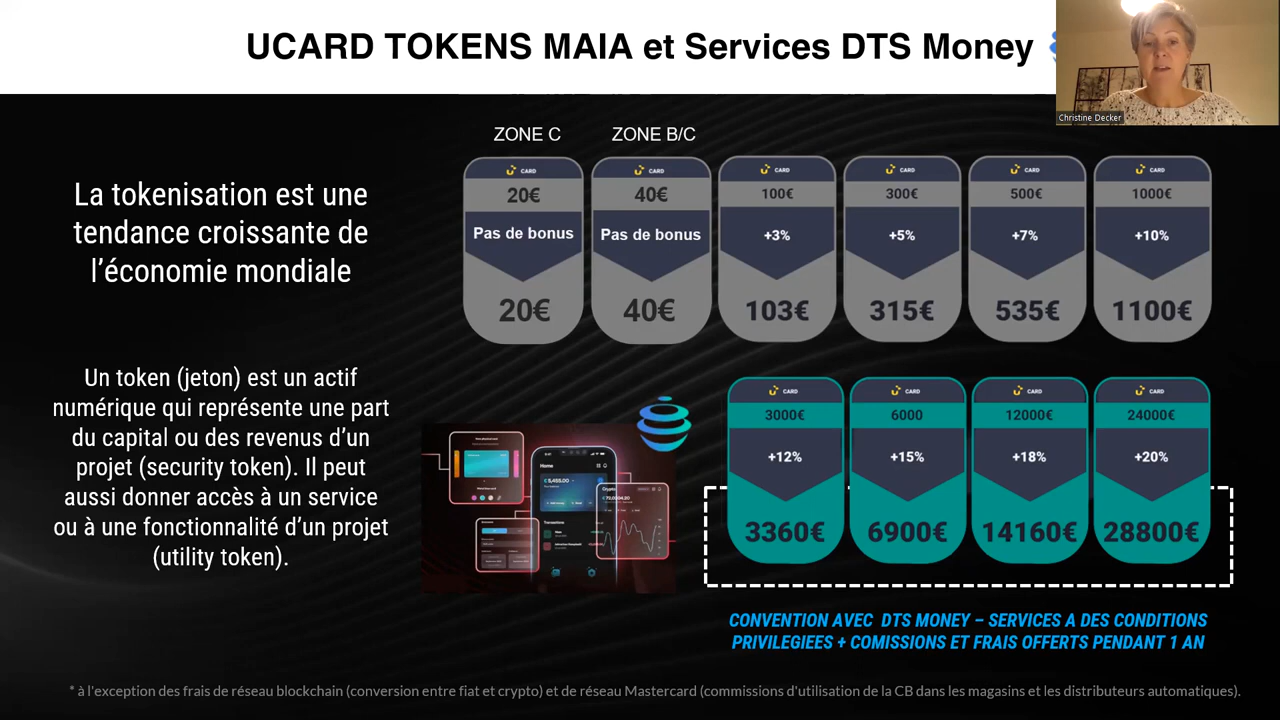 UCARD TOKENS MAIA et Services DTS Money
Christine Decker
ZONE C
ZONE B/C
La tokenisation est une
tendance croissante de
l'économie mondiale
CARD
20€
Pas de bonus
20€
CARD
40€
Pas de bonus
40€
CARD
100€
+3%
103€
CARD
300€
+5%
315€
CARD
500€
+7%
535€
CARD
1000€
+10%
1100€
Un token (jeton) est un actif
numérique qui représente une part
du capital ou des revenus d'un
projet (security token). Il peut
aussi donner accès à un service
ou à une fonctionnalité d'un projet
(utility token).
Home
Transactions
CARD
3000€
+12%
3360€
CARD
6000
+15%
6900€
CARD
12000€
+18%
14160€
CARD
24000€
+20%
28800€
CONVENTION AVEC DTS MONEY – SERVICES A DES CONDITIONS
PRIVILEGIEES + COMISSIONS ET FRAIS OFFERTS PENDANT 1 AN
* à l'exception des frais de réseau blockchain (conversion entre fiat et crypto) et de réseau Mastercard (commissions d'utilisation de la CB dans les magasins et les distributeurs automatiques).